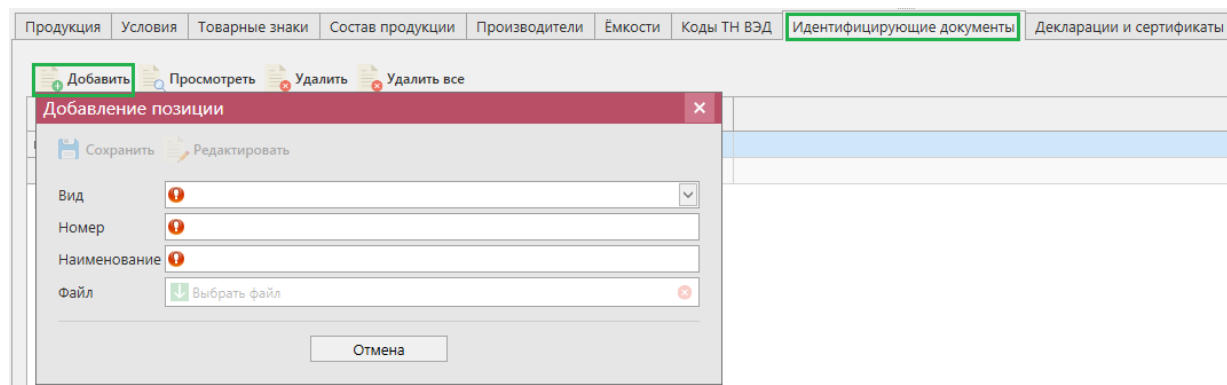 Продукция Условия Товарные знаки Состав продукции Производители Ёмкости Коды ТН ВЭД Идентифицирующие документы Декларации и сертификаты
Добавить Просмотреть Удалить Удалить все
Добавление позиции
Сохранить Редактировать
Вид
Номер
Наименование
Файл Выбрать файл
Отмена